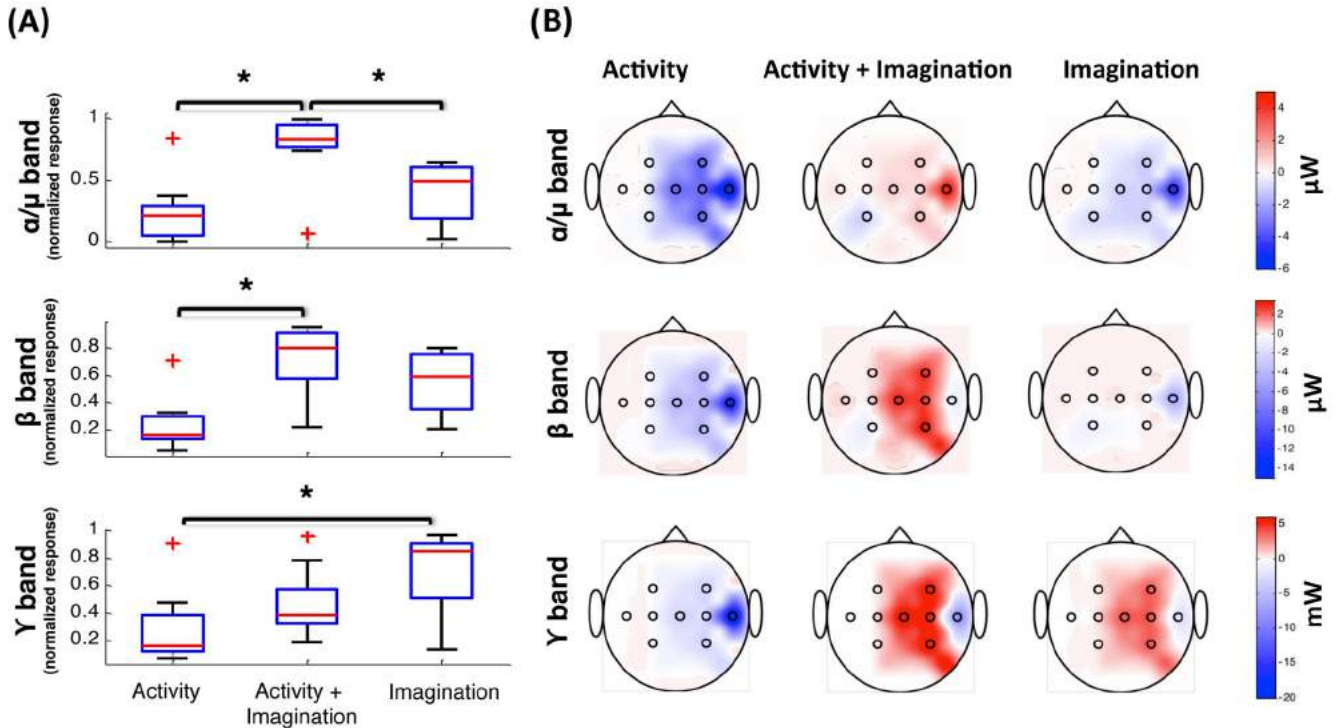 (A)
(B)
Activity
Activity + Imagination
Imagination
*
*
α/μ band
(normalized response)
1
0.5
0
α/μ band
4
2
0
-2
-4
-6
μW
*
β band
(normalized response)
0.8
0.6
0.4
0.2
β band
2
0
-2
-4
-6
-8
-10
-12
-14
μW
*
γ band
(normalized response)
1
0.8
0.6
0.4
0.2
Activity
Activity +
Imagination
Imagination
γ band
5
0
-5
-10
-15
-20
mW